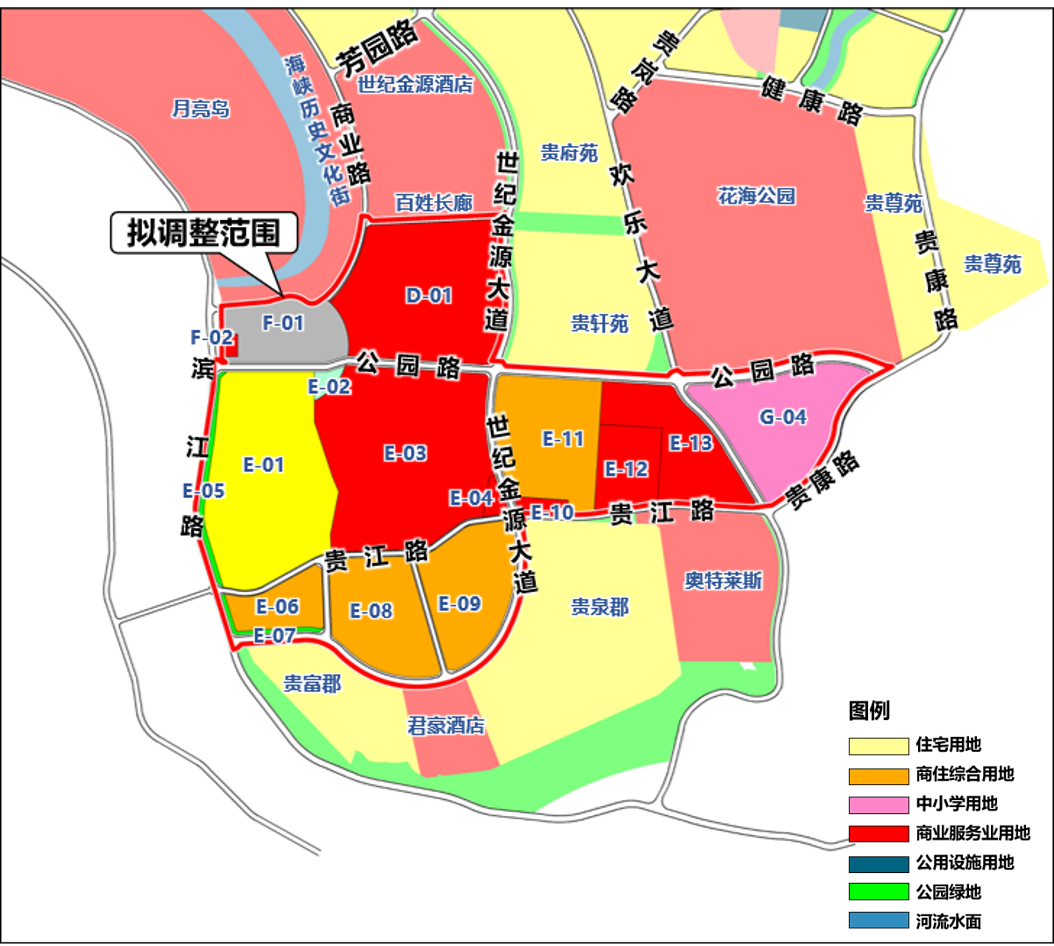 芳园路
贵岚路
海峡历史文化街
世纪金源酒店
健康路
月亮岛
商业路
贵府苑
世纪金源大道
欢乐大道
花海公园
百姓长廊
贵尊苑
拟调整范围
贵康路
贵尊苑
D-01
F-01
贵轩苑
F-02
滨江路
公园路
公园路
E-02
G-04
世纪金源大道
E-11
E-13
E-03
E-01
E-12
贵康路
E-05
E-04
E-10
贵江路
贵江路
奥特莱斯
E-06
E-08
E-09
贵泉郡
E-07
贵富郡
君豪酒店
图例
住宅用地
商住综合用地
中小学用地
商业服务业用地
公用设施用地
公园绿地
河流水面